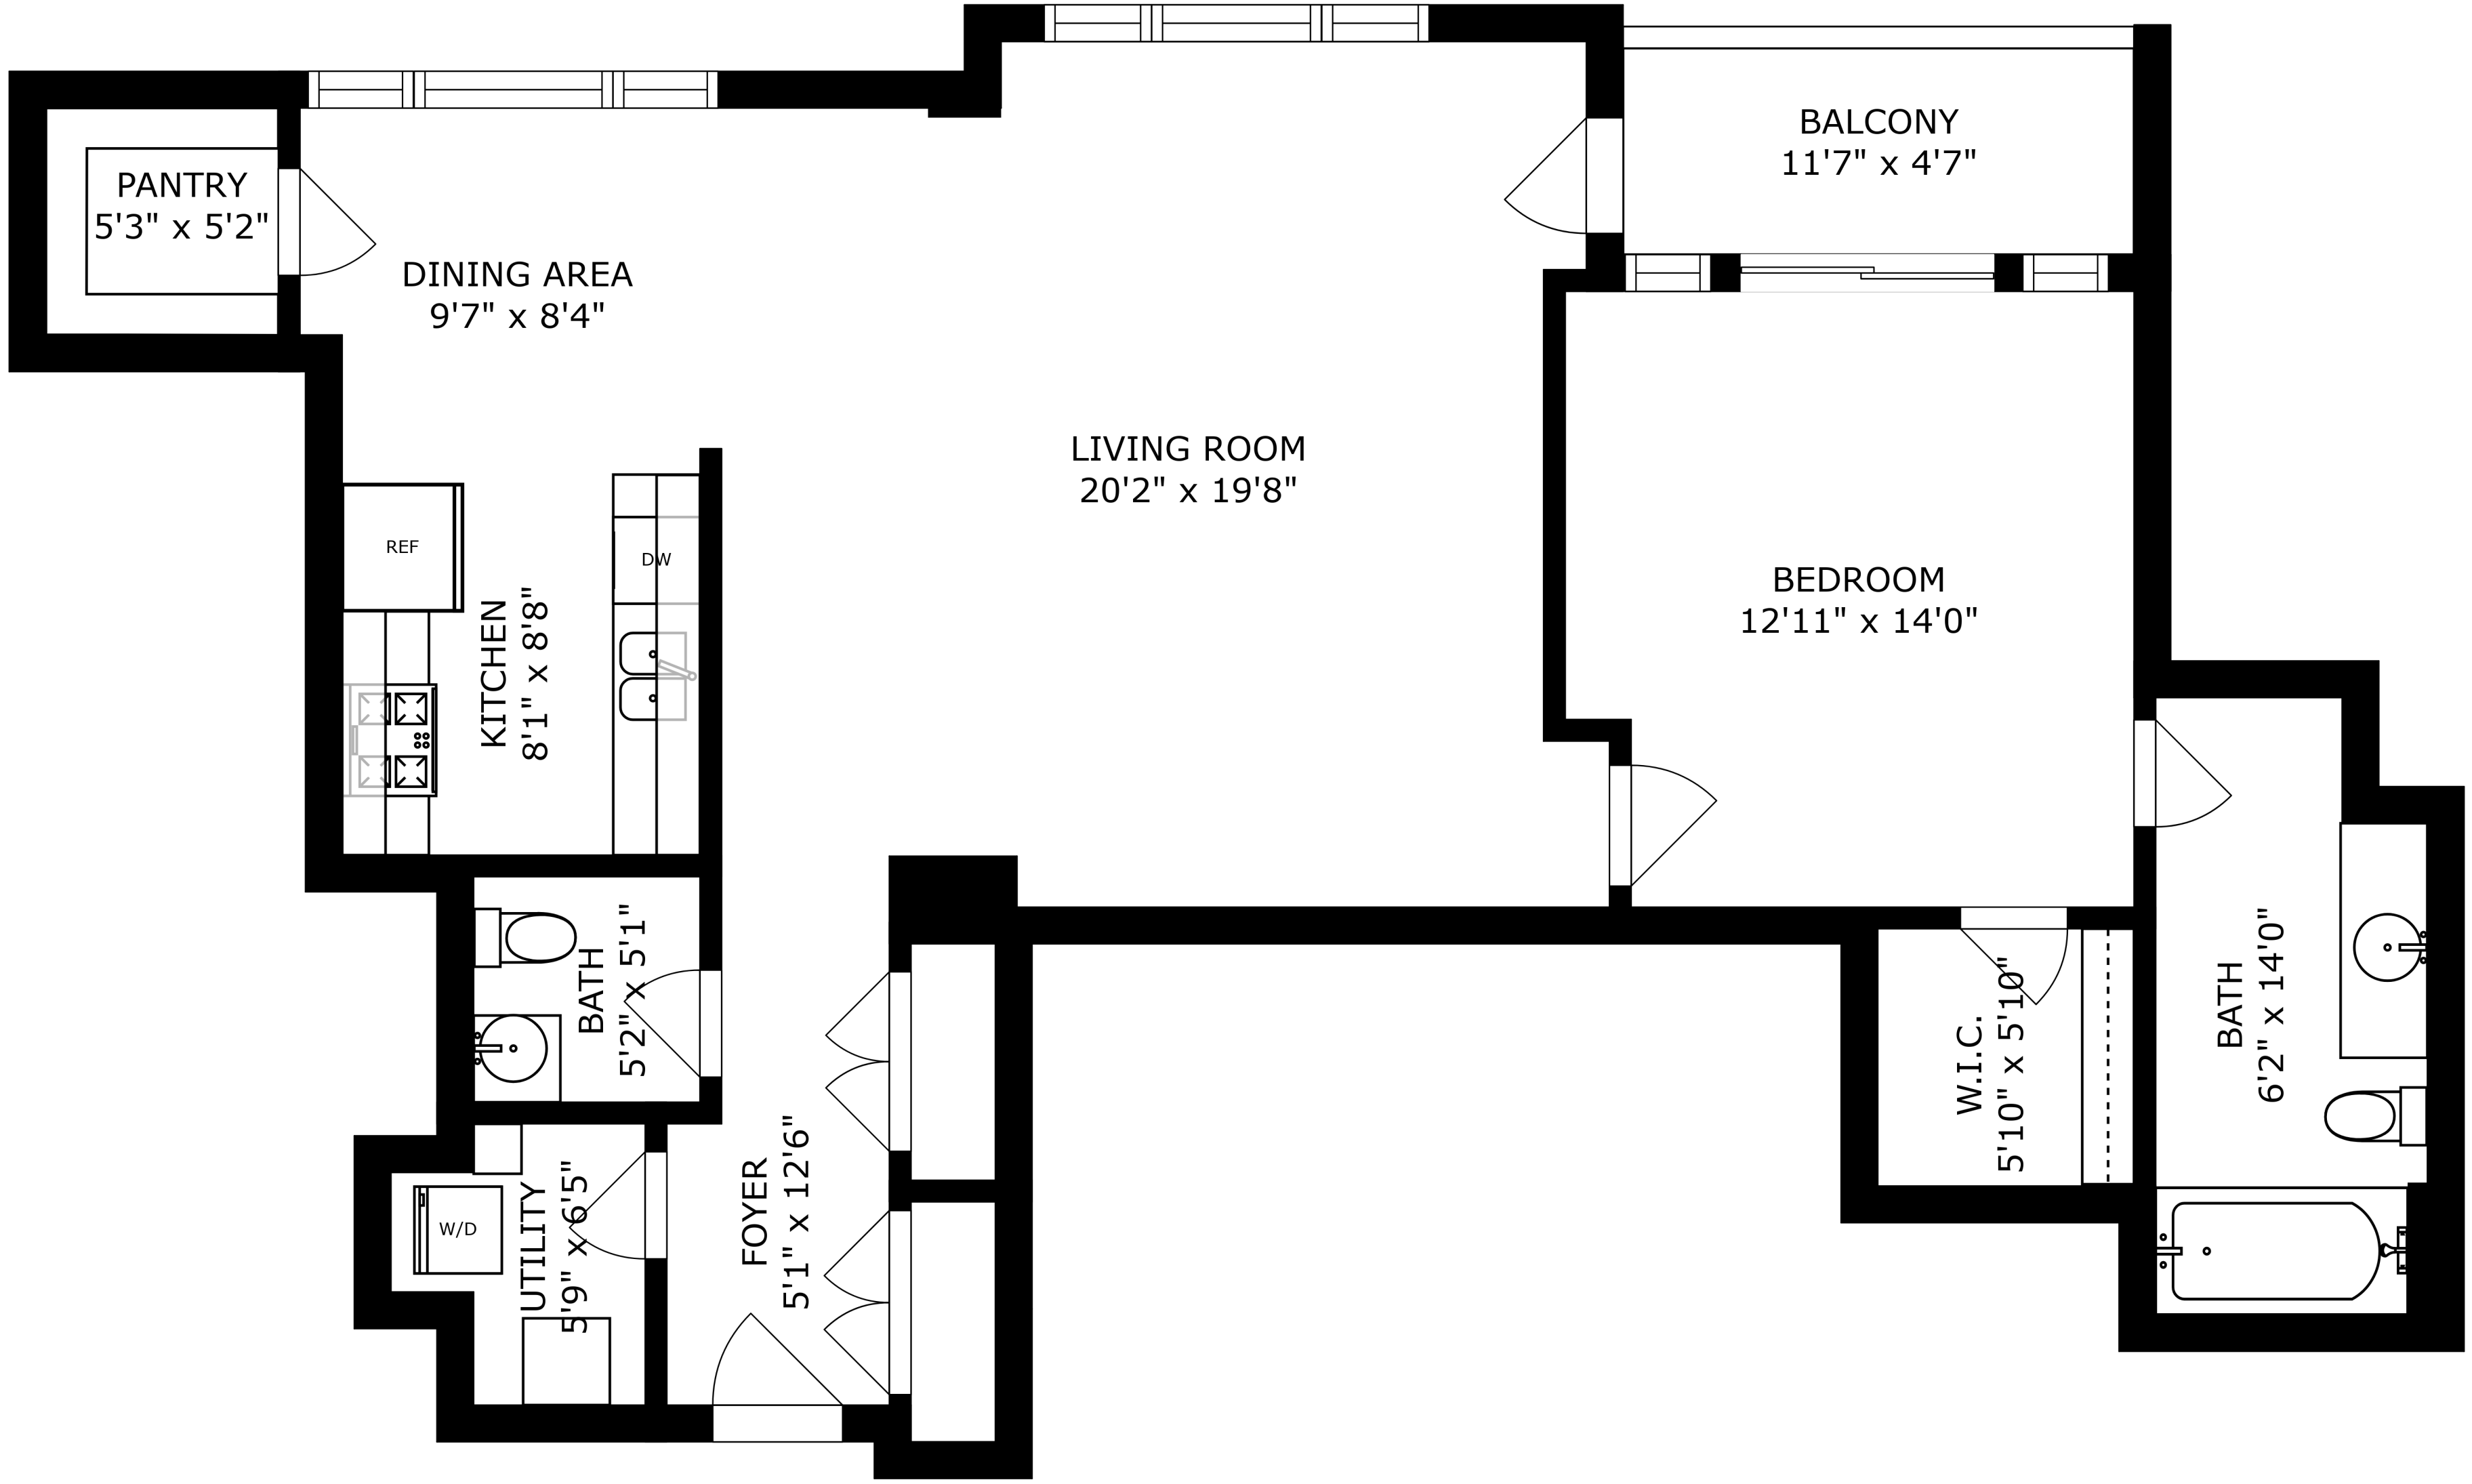 BALCONY
11'7" x 4'7"
PANTRY
5'3" x 5'2"
DINING AREA
9'7" x 8'4"
LIVING ROOM
20'2" x 19'8"
REF
DW
KITCHEN
8'1" x 8'8"
BEDROOM
12'11" x 14'0"
BATH
5'2" x 5'1"
W.I.C.
5'10" x 5'10"
BATH
6'2" x 14'0"
FOYER
5'1" x 12'6"
W/D
UTILITY
5'9" x 6'5"